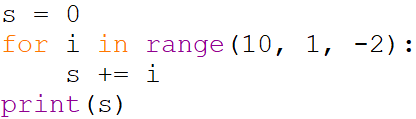 s = 0
for i in range(10, 1, -2):
    s += i
print(s)